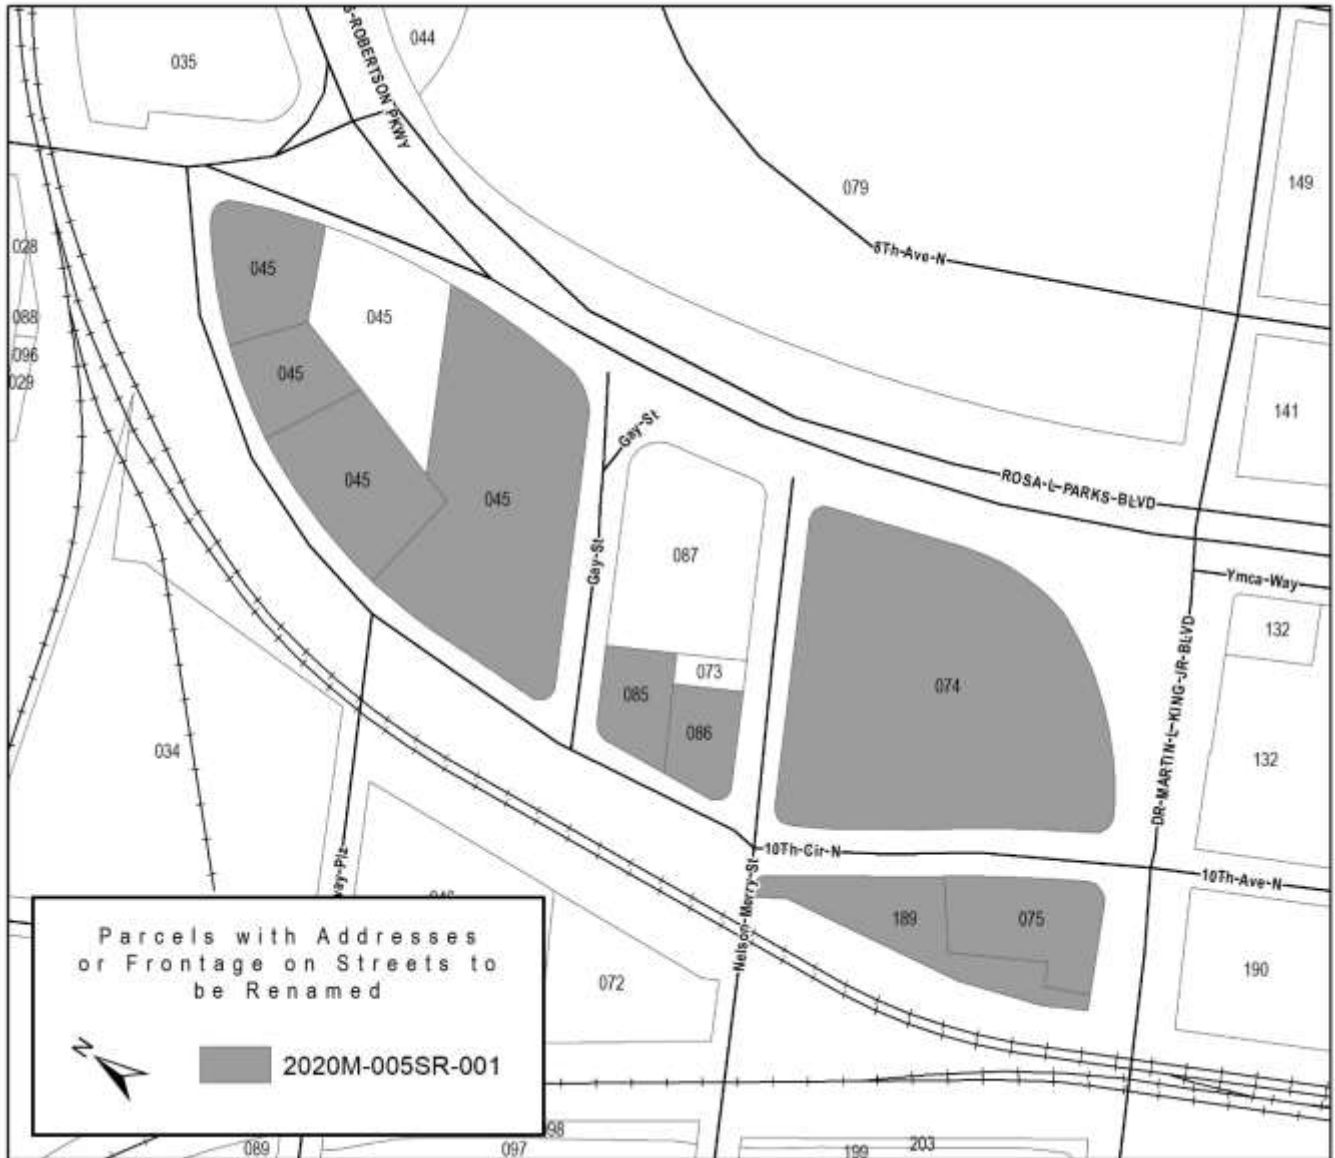 044
035
S-ROBERTSON-PKWY
079
149
8Th-Ave-N
028
045
045
088
096
045
029
141
Gay-St
ROSA-L-PARKS-BLVD
045
045
087
Gay-St
Ymca-Way
132
073
085
074
086
DR-MARTIN-L-KING-JR-BLVD
034
132
10Th-Cir-N
way-Plz
10Th-Ave-N
Nelson-Merry-St
189
075
190
072
Parcels with Addresses
or Frontage on Streets to
be Renamed
N
2020M-005SR-001
98
089
097
199
203